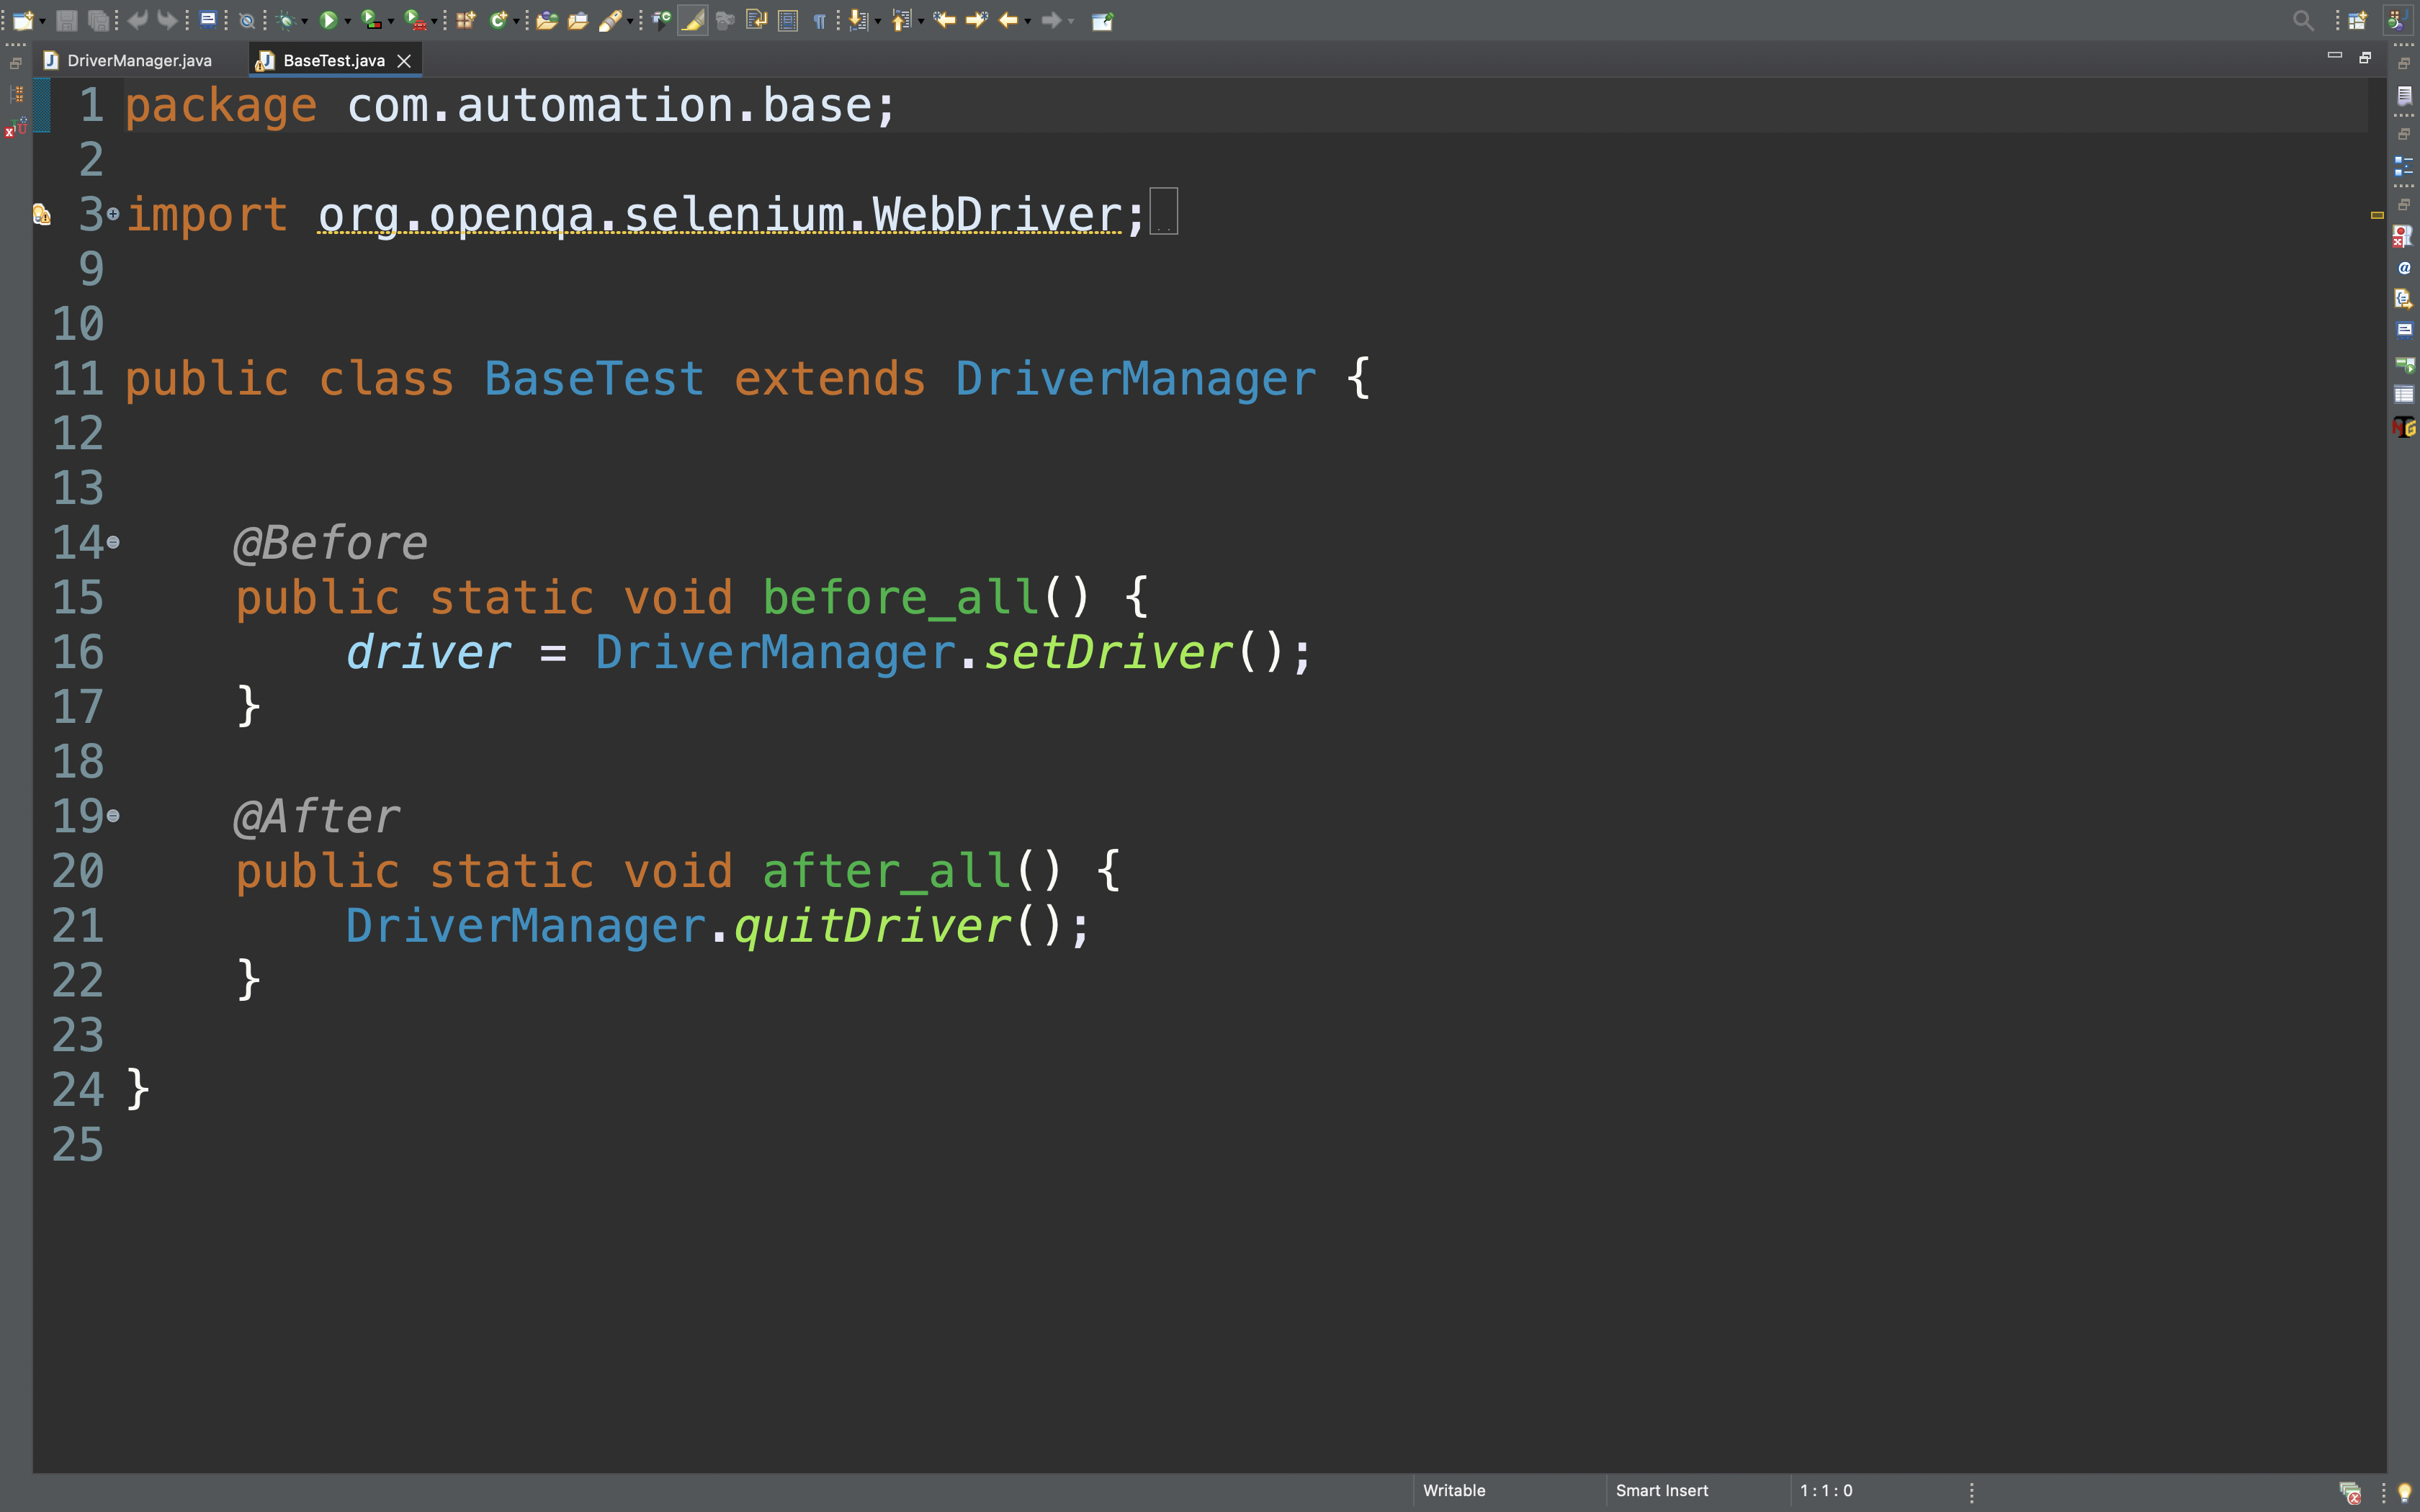 DriverManager.java
BaseTest.java
1 package com.automation.base;
2
3 import org.openqa.selenium.WebDriver;
9
10
11 public class BaseTest extends DriverManager {
12
13
14 @Before
15 public static void before_all() {
16 driver = DriverManager.setDriver();
17 }
18
19 @After
20 public static void after_all() {
21 DriverManager.quitDriver();
22 }
23
24 }
25
Writable
Smart Insert
1 : 1 : 0